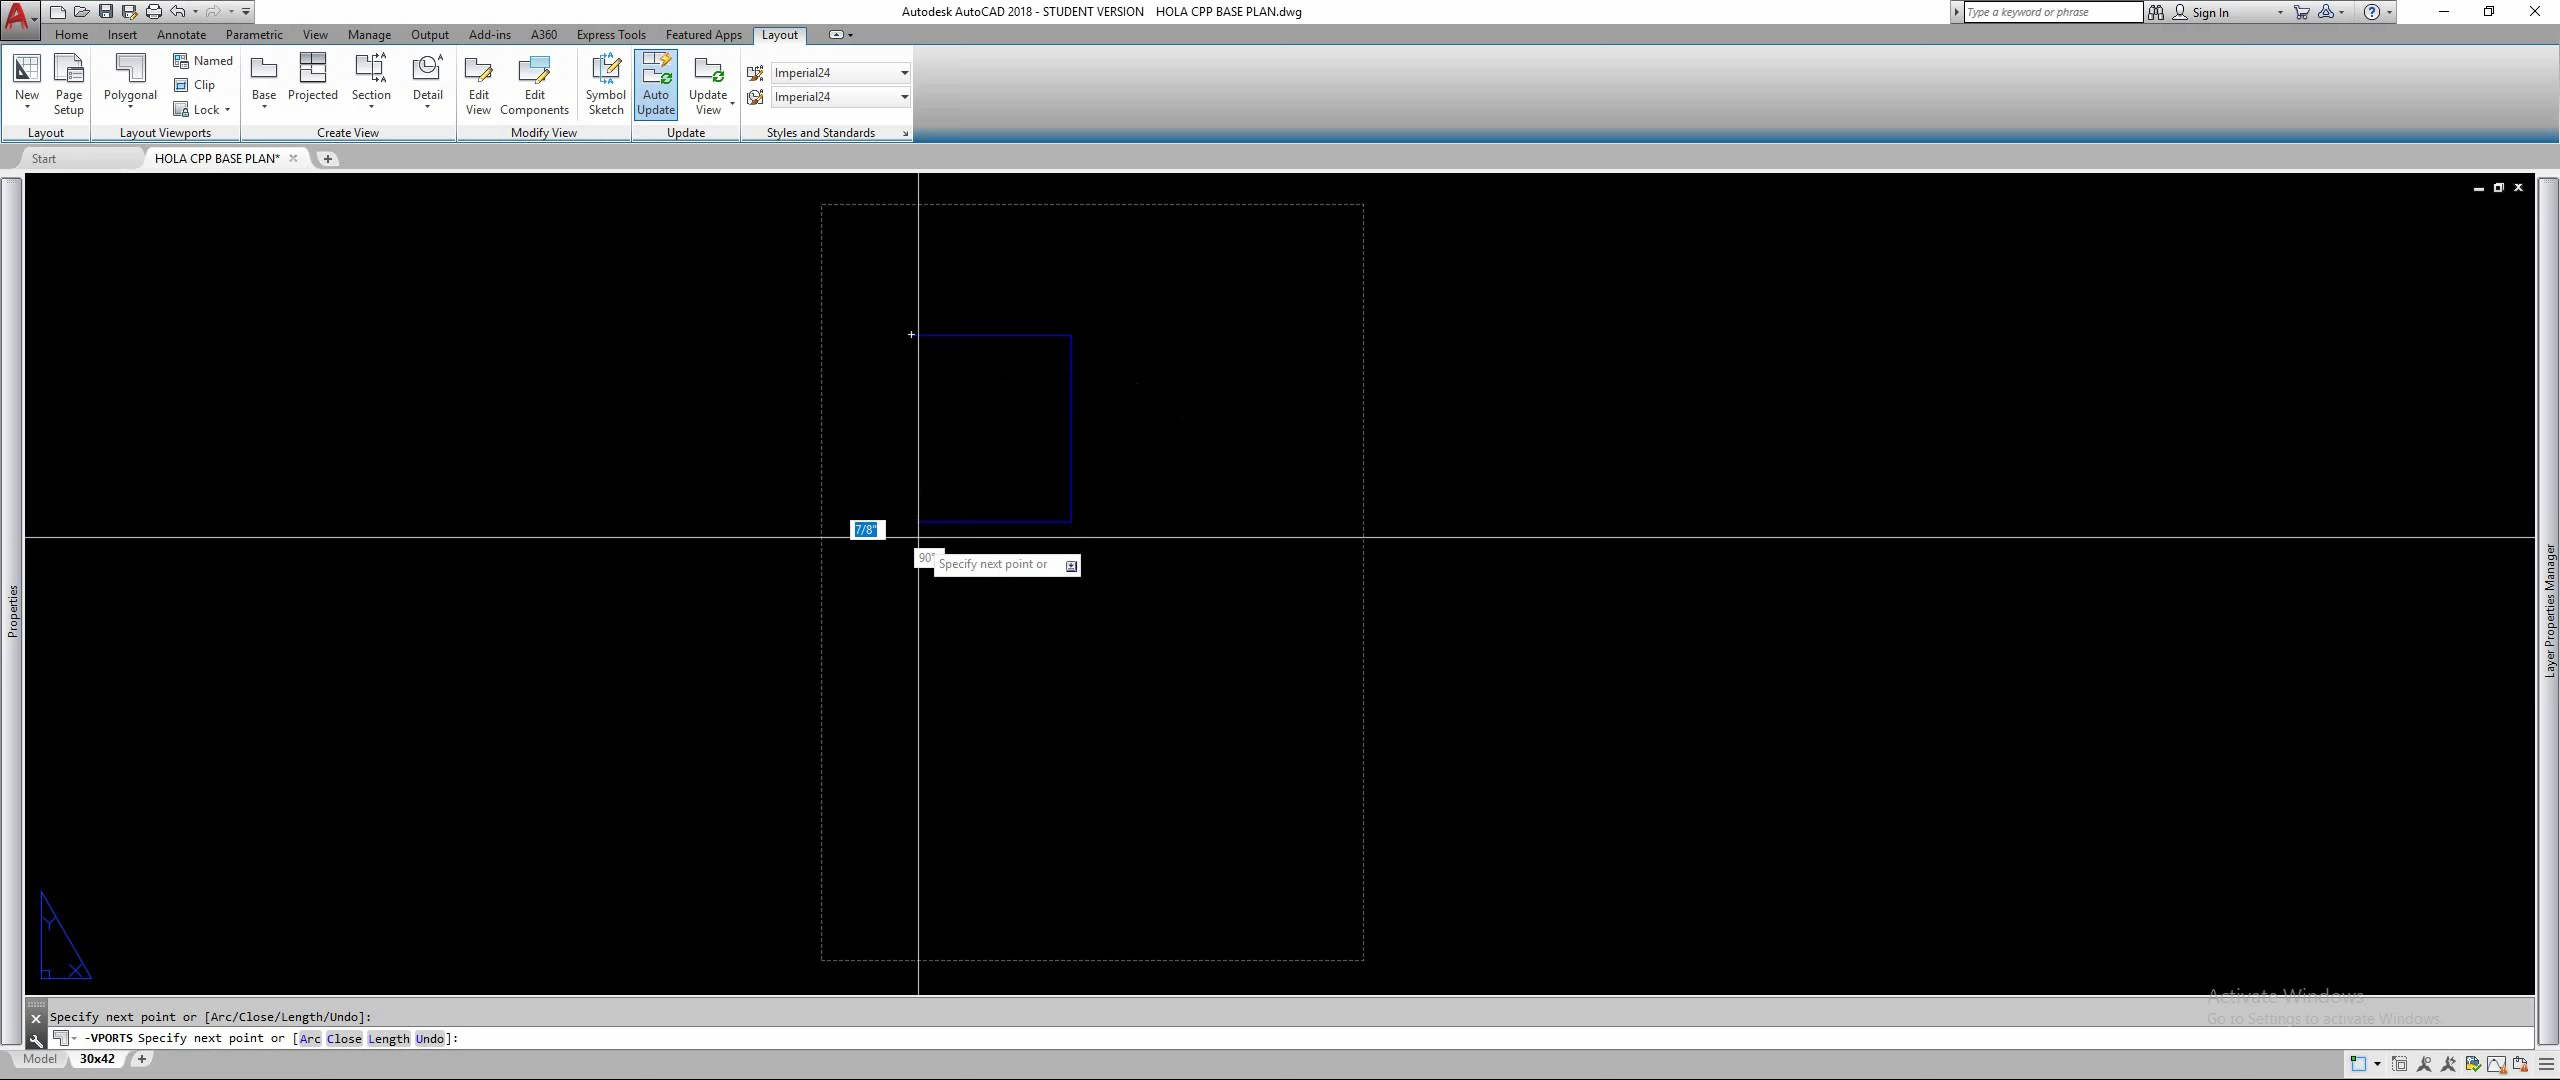 Autodesk AutoCAD 2018 - STUDENT VERSION HOLA CPP BASE PLAN.dwg
Type a keyword or phrase
Sign In
Home Insert Annotate Parametric View Manage Output Add-ins A360 Express Tools Featured Apps Layout
New
Page Setup
Polygonal
Named
Clip
Lock
Base
Projected
Section
Detail
Edit View
Edit Components
Symbol Sketch
Auto Update
Update View
Imperial24
Imperial24
Layout Layout Viewports Create View Modify View Update Styles and Standards
Start HOLA CPP BASE PLAN*
Properties
Layer Properties Manager
7/8"
90°
Specify next point or
Y
X
Activate Windows
Go to Settings to activate Windows.
Specify next point or [Arc/Close/Length/Undo]:
-VPORTS Specify next point or [Arc Close Length Undo]:
Model 30x42